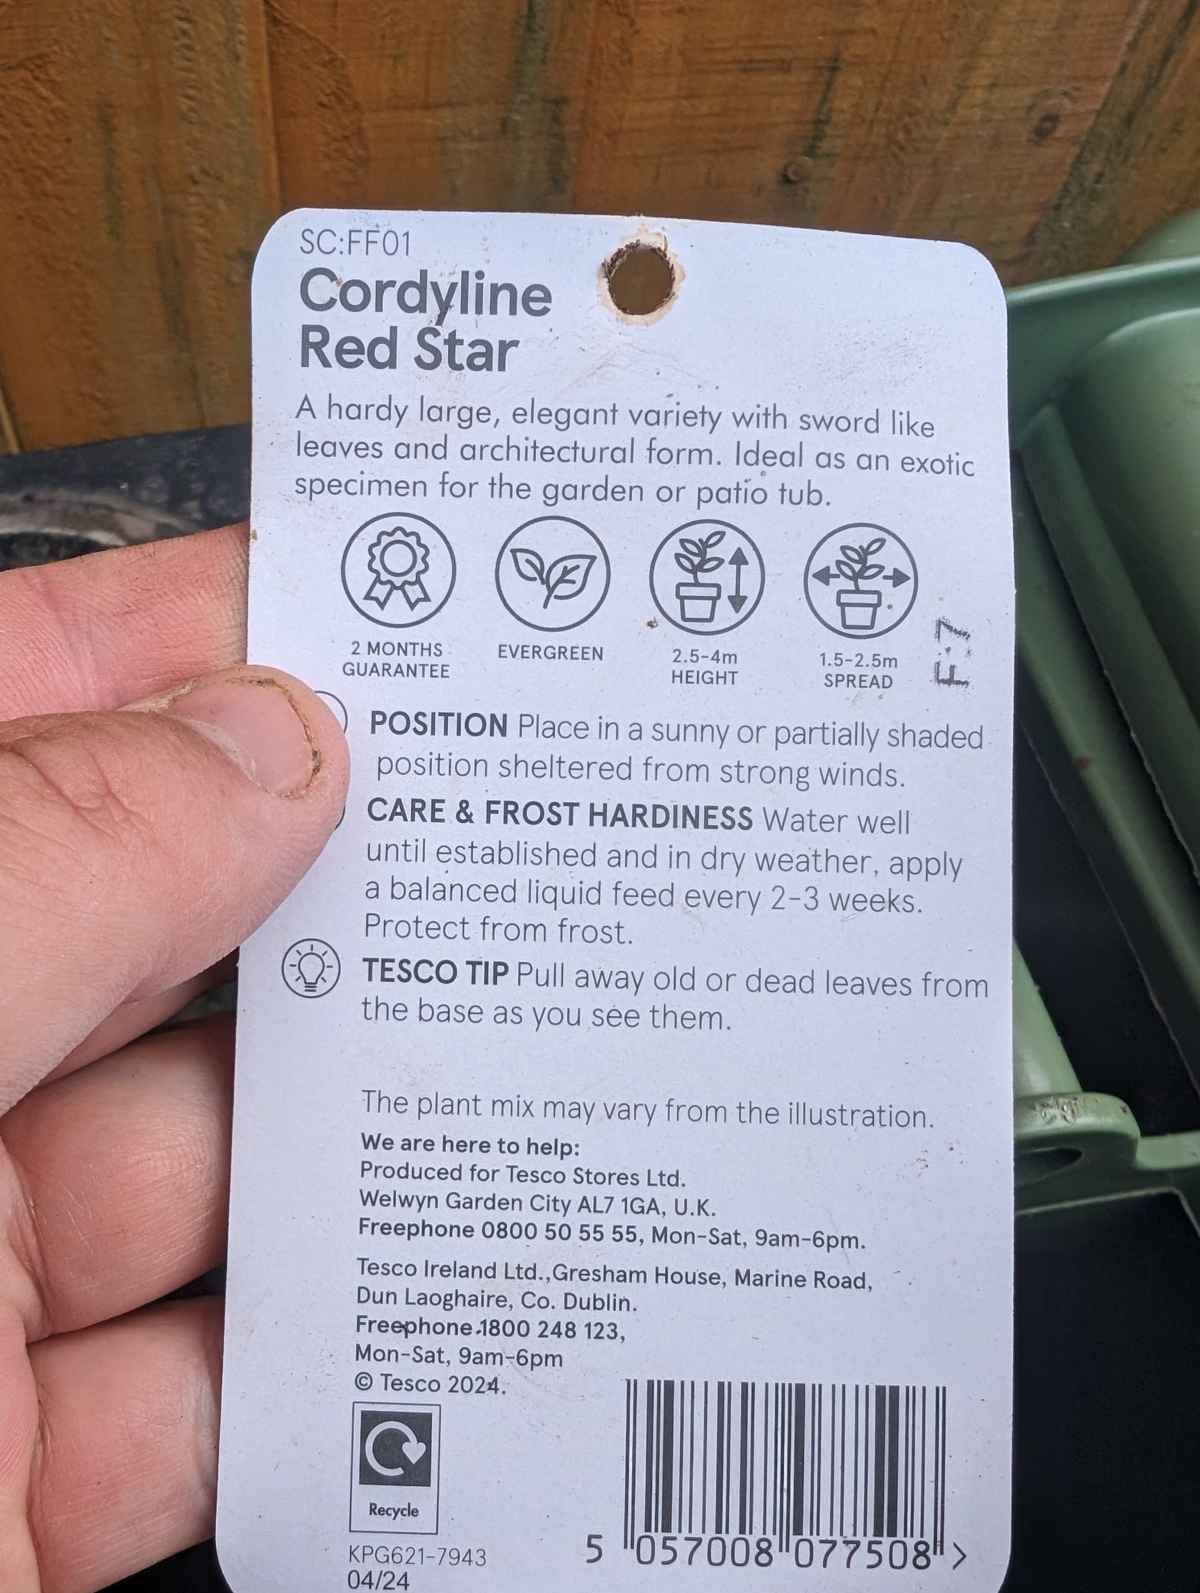 SC:FF01
Cordyline
Red Star
A hardy large, elegant variety with sword like
leaves and architectural form. Ideal as an exotic
specimen for the garden or patio tub.
2 MONTHS
GUARANTEE
EVERGREEN
2.5-4m
HEIGHT
1.5-2.5m
SPREAD
F:7
POSITION Place in a sunny or partially shaded
position sheltered from strong winds.
CARE & FROST HARDINESS Water well
until established and in dry weather, apply
a balanced liquid feed every 2-3 weeks.
Protect from frost.
TESCO TIP Pull away old or dead leaves from
the base as you see them.
The plant mix may vary from the illustration.
We are here to help:
Produced for Tesco Stores Ltd.
Welwyn Garden City AL7 1GA, U.K.
Freephone 0800 50 55 55, Mon-Sat, 9am-6pm.
Tesco Ireland Ltd.,Gresham House, Marine Road,
Dun Laoghaire, Co. Dublin.
Freephone 1800 248 123,
Mon-Sat, 9am-6pm
© Tesco 2024.
Recycle
KPG621-7943
04/24
5 057008 077508 >